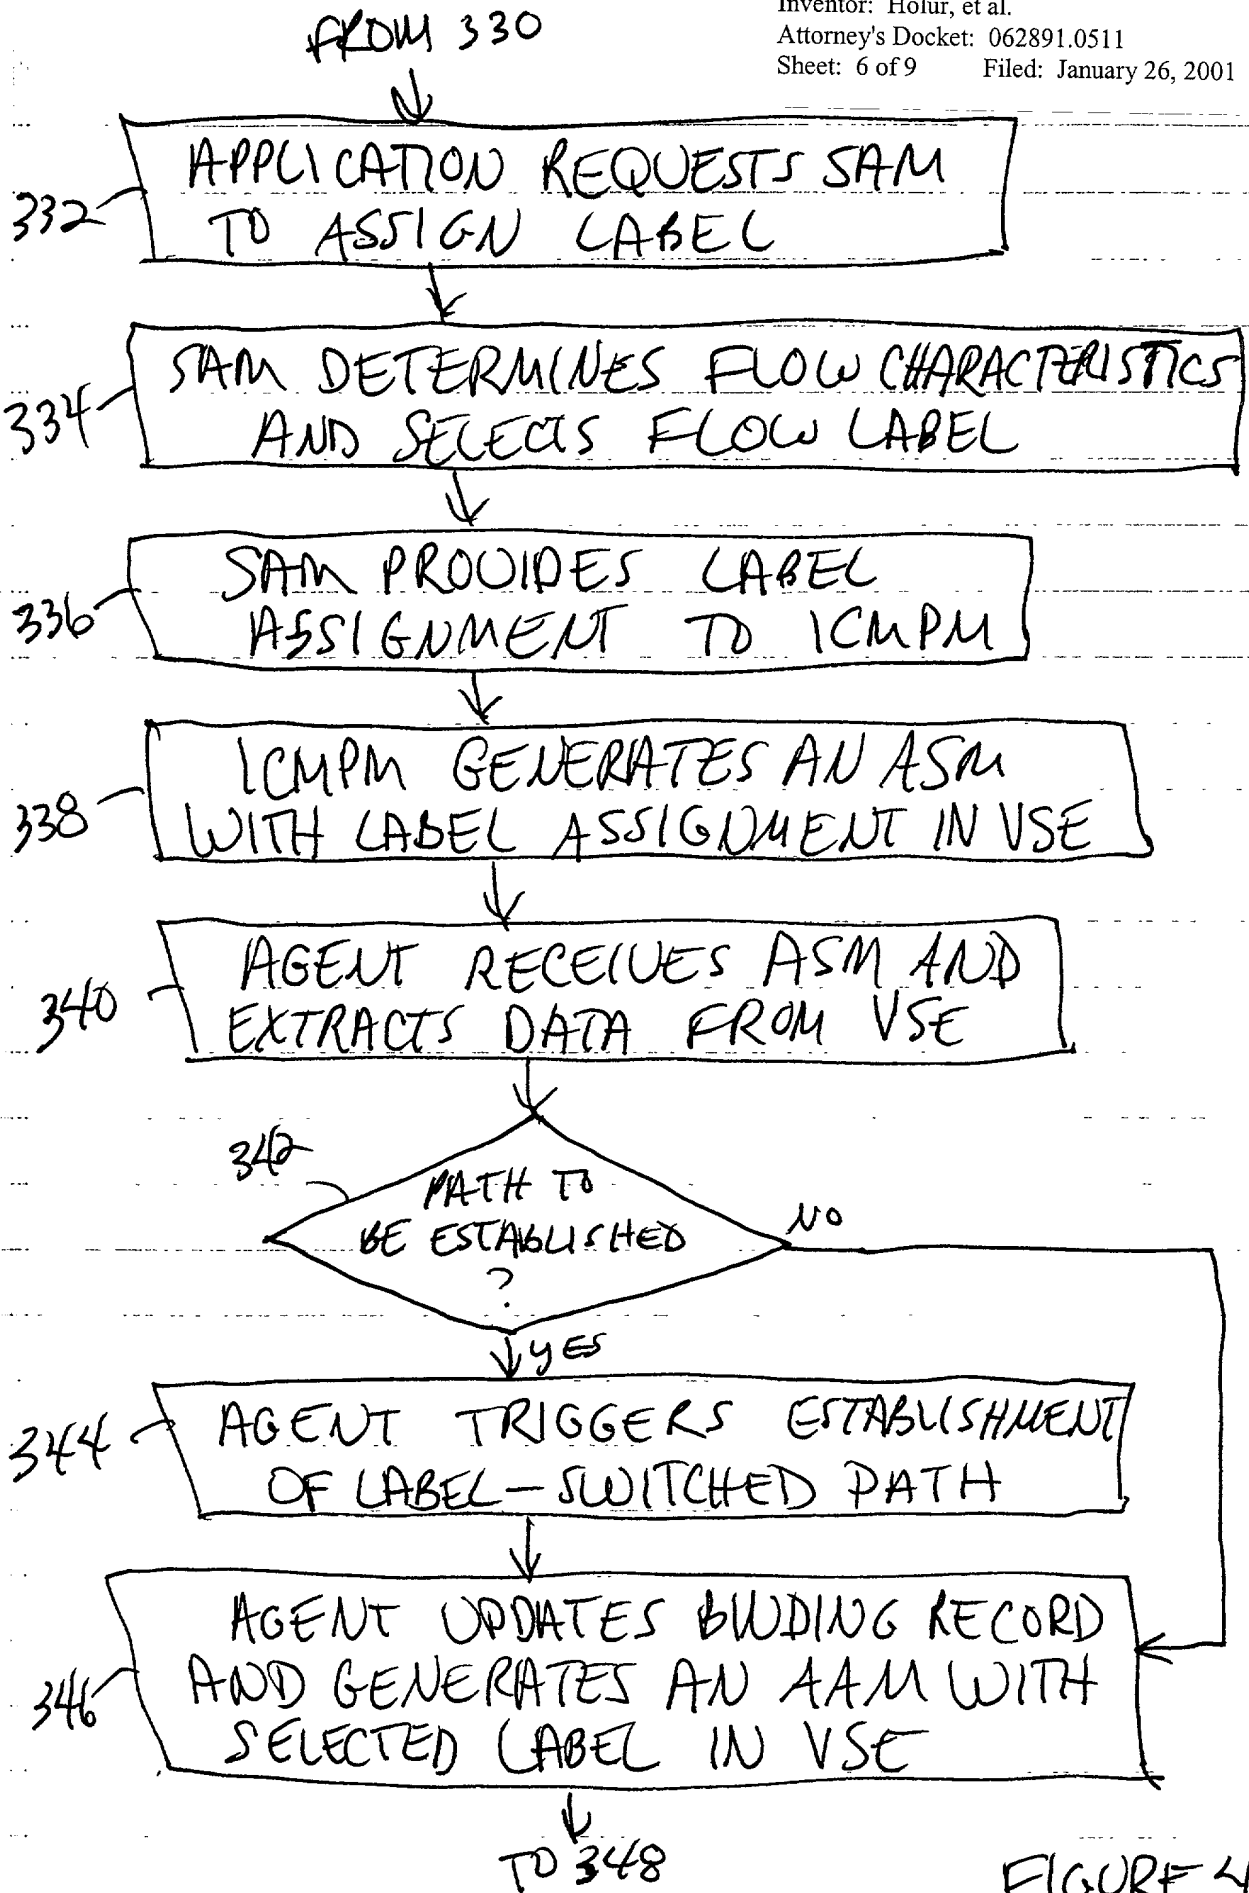 Inventor: Holur, et al.
Attorney's Docket: 062891.0511
Sheet: 6 of 9 Filed: January 26, 2001
FROM 330
332
APPLICATION REQUESTS SAM
TO ASSIGN LABEL
334
SAM DETERMINES FLOW CHARACTERISTICS
AND SELECTS FLOW LABEL
336
SAM PROVIDES LABEL
ASSIGNMENT TO ICMPM
338
ICMPM GENERATES AN ASM
WITH LABEL ASSIGNMENT IN VSE
340
AGENT RECEIVES ASM AND
EXTRACTS DATA FROM VSE
342
PATH TO
BE ESTABLISHED
?
NO
YES
344
AGENT TRIGGERS ESTABLISHMENT
OF LABEL-SWITCHED PATH
346
AGENT UPDATES BINDING RECORD
AND GENERATES AN AAM WITH
SELECTED LABEL IN VSE
TO 348
FIGURE